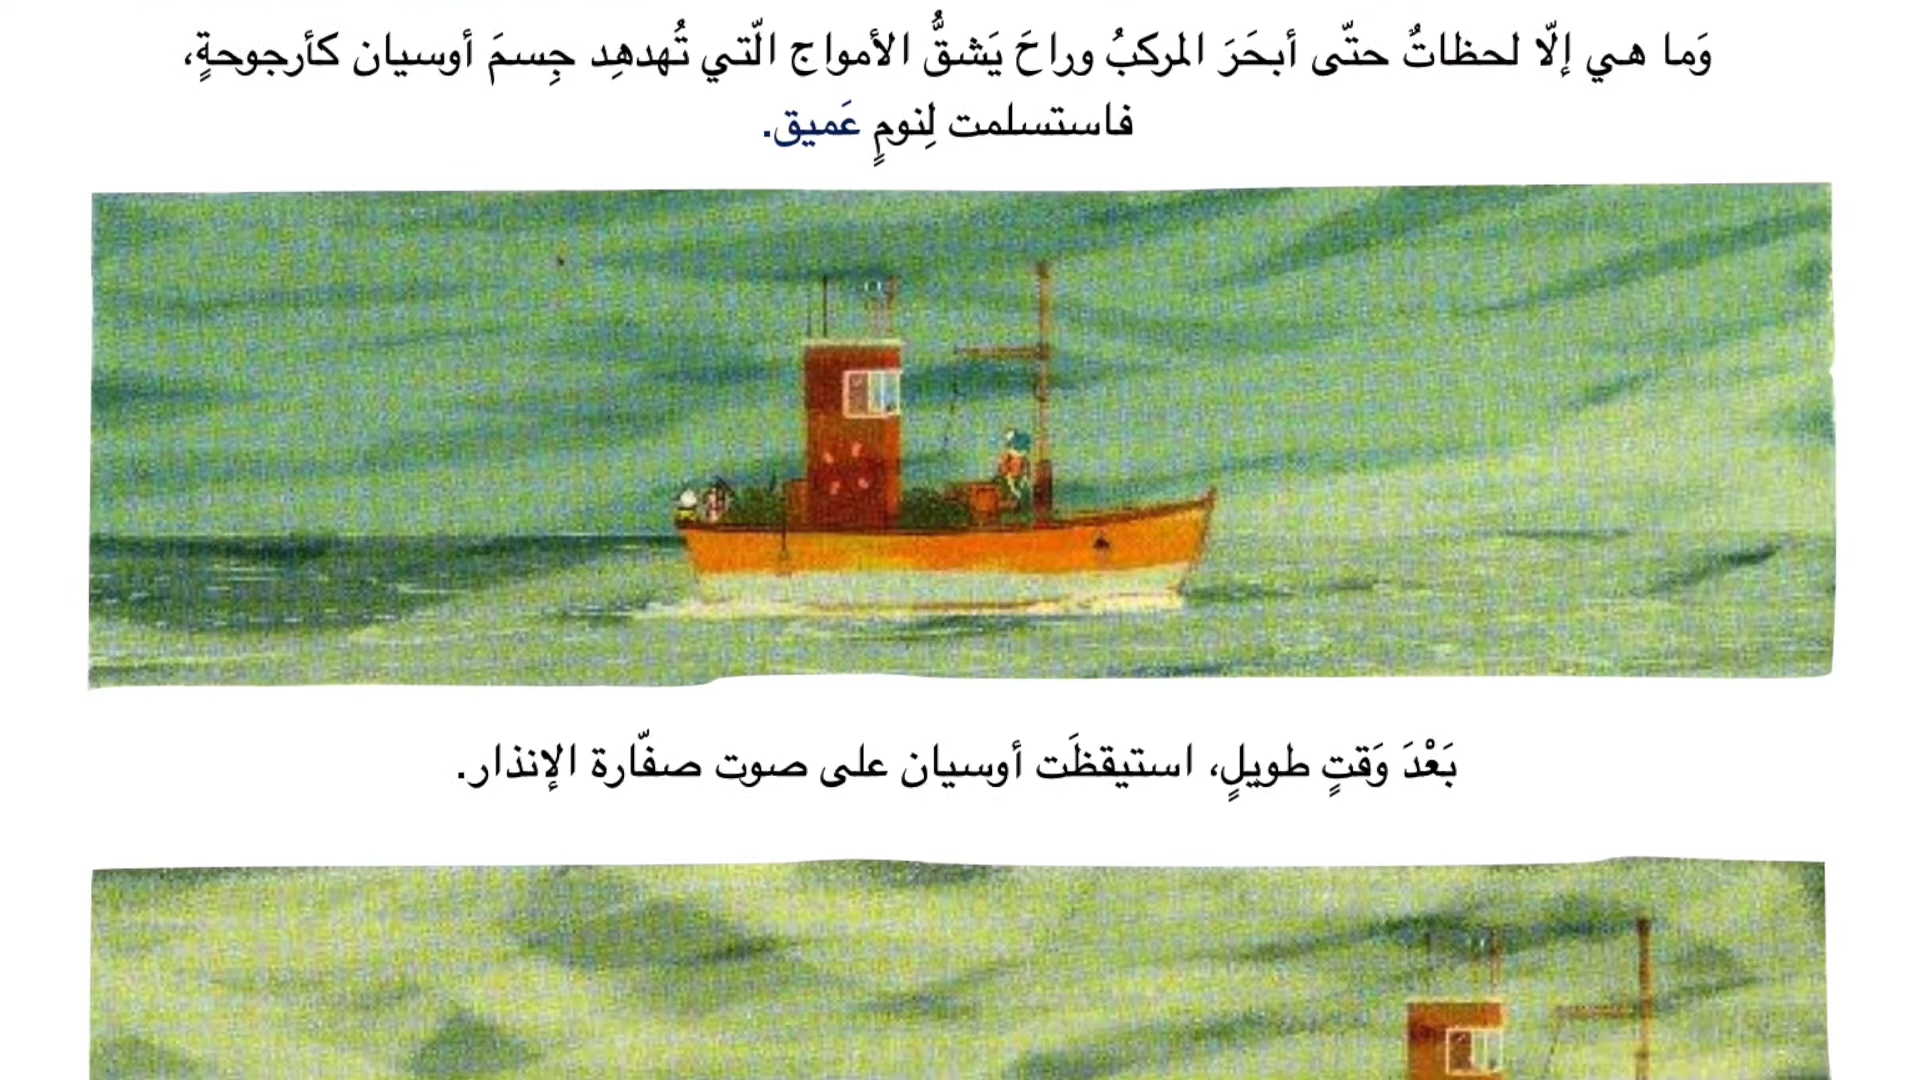 وَما هي إلّا لحظاتٌ حتّى أبحَرَ المركبُ وراحَ يَشقُّ الأمواج الّتي تُهدهِد جِسمَ أوسيان كأرجوحةٍ،
فاستسلمت لِنومٍ عَميق.
بَعْدَ وَقتٍ طويلٍ، استيقظَت أوسيان على صوت صفّارة الإنذار.